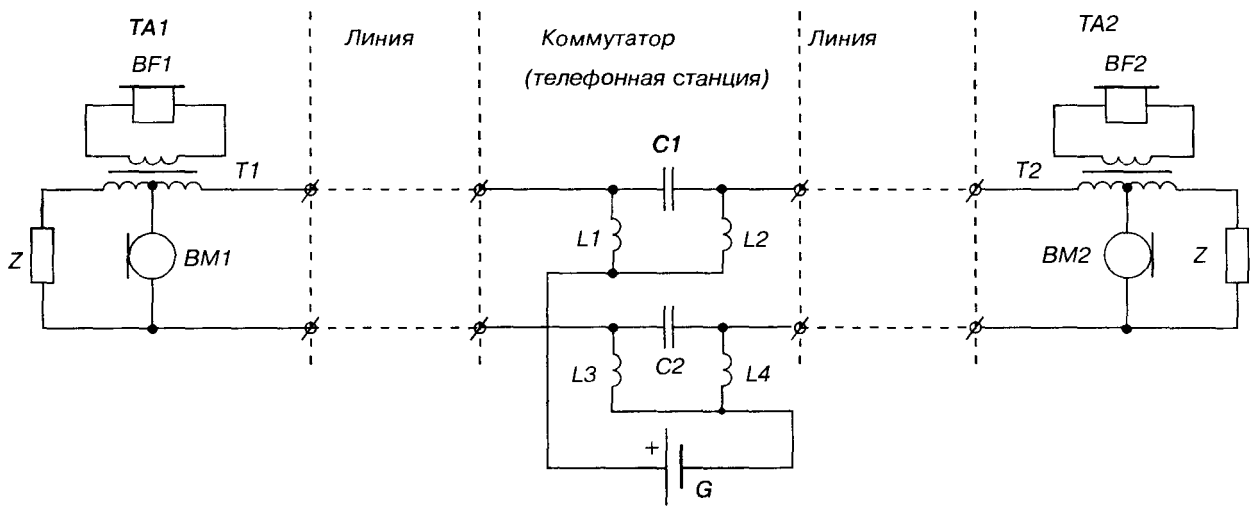 TA1
Линия
Коммутатор
(телефонная станция)
Линия
TA2
BF1
BF2
T1
C1
T2
Z
BM1
L1
L2
BM2
Z
L3
C2
L4
+
G